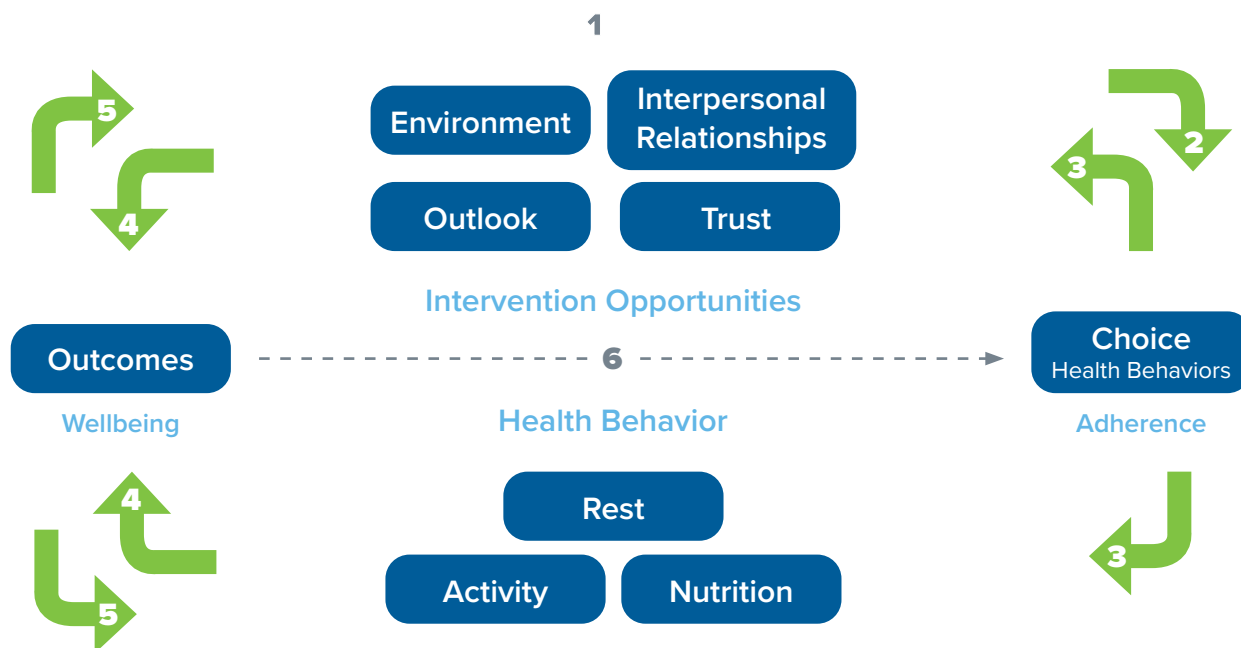 1
5
4
Environment
Interpersonal
Relationships
2
3
Outlook
Trust
Intervention Opportunities
Outcomes
6
Choice
Health Behaviors
Wellbeing
Health Behavior
Adherence
4
5
Rest
Activity
Nutrition
3